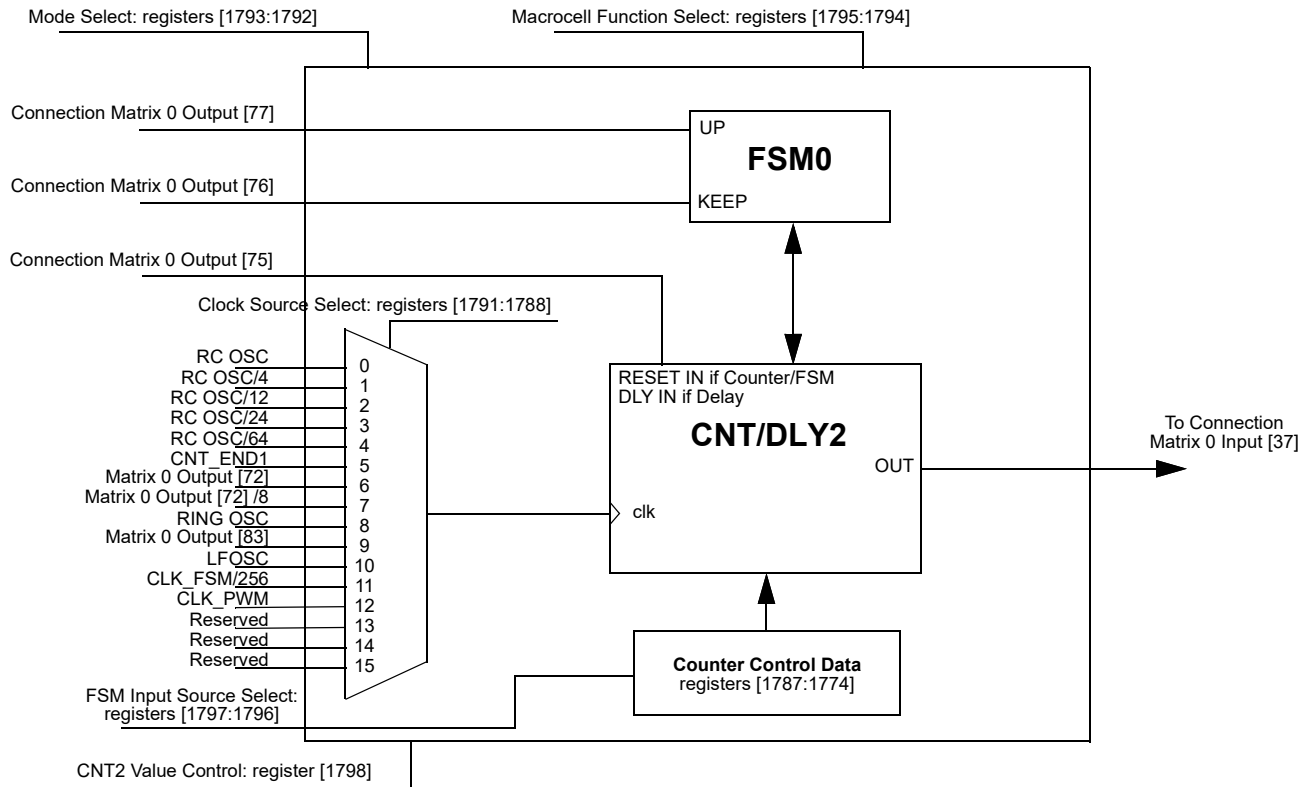 Mode Select: registers [1793:1792]
Macrocell Function Select: registers [1795:1794]
Connection Matrix 0 Output [77]
UP
FSM0
Connection Matrix 0 Output [76]
KEEP
Connection Matrix 0 Output [75]
Clock Source Select: registers [1791:1788]
RC OSC
0
RC OSC/4
1
RC OSC/12
2
RC OSC/24
3
RC OSC/64
4
CNT_END1
5
Matrix 0 Output [72]
6
Matrix 0 Output [72] /8
7
RING OSC
8
Matrix 0 Output [83]
9
LFOSC
10
CLK_FSM/256
11
CLK_PWM
12
Reserved
13
Reserved
14
Reserved
15
RESET IN if Counter/FSM
DLY IN if Delay
CNT/DLY2
OUT
clk
To Connection
Matrix 0 Input [37]
Counter Control Data
registers [1787:1774]
FSM Input Source Select:
registers [1797:1796]
CNT2 Value Control: register [1798]